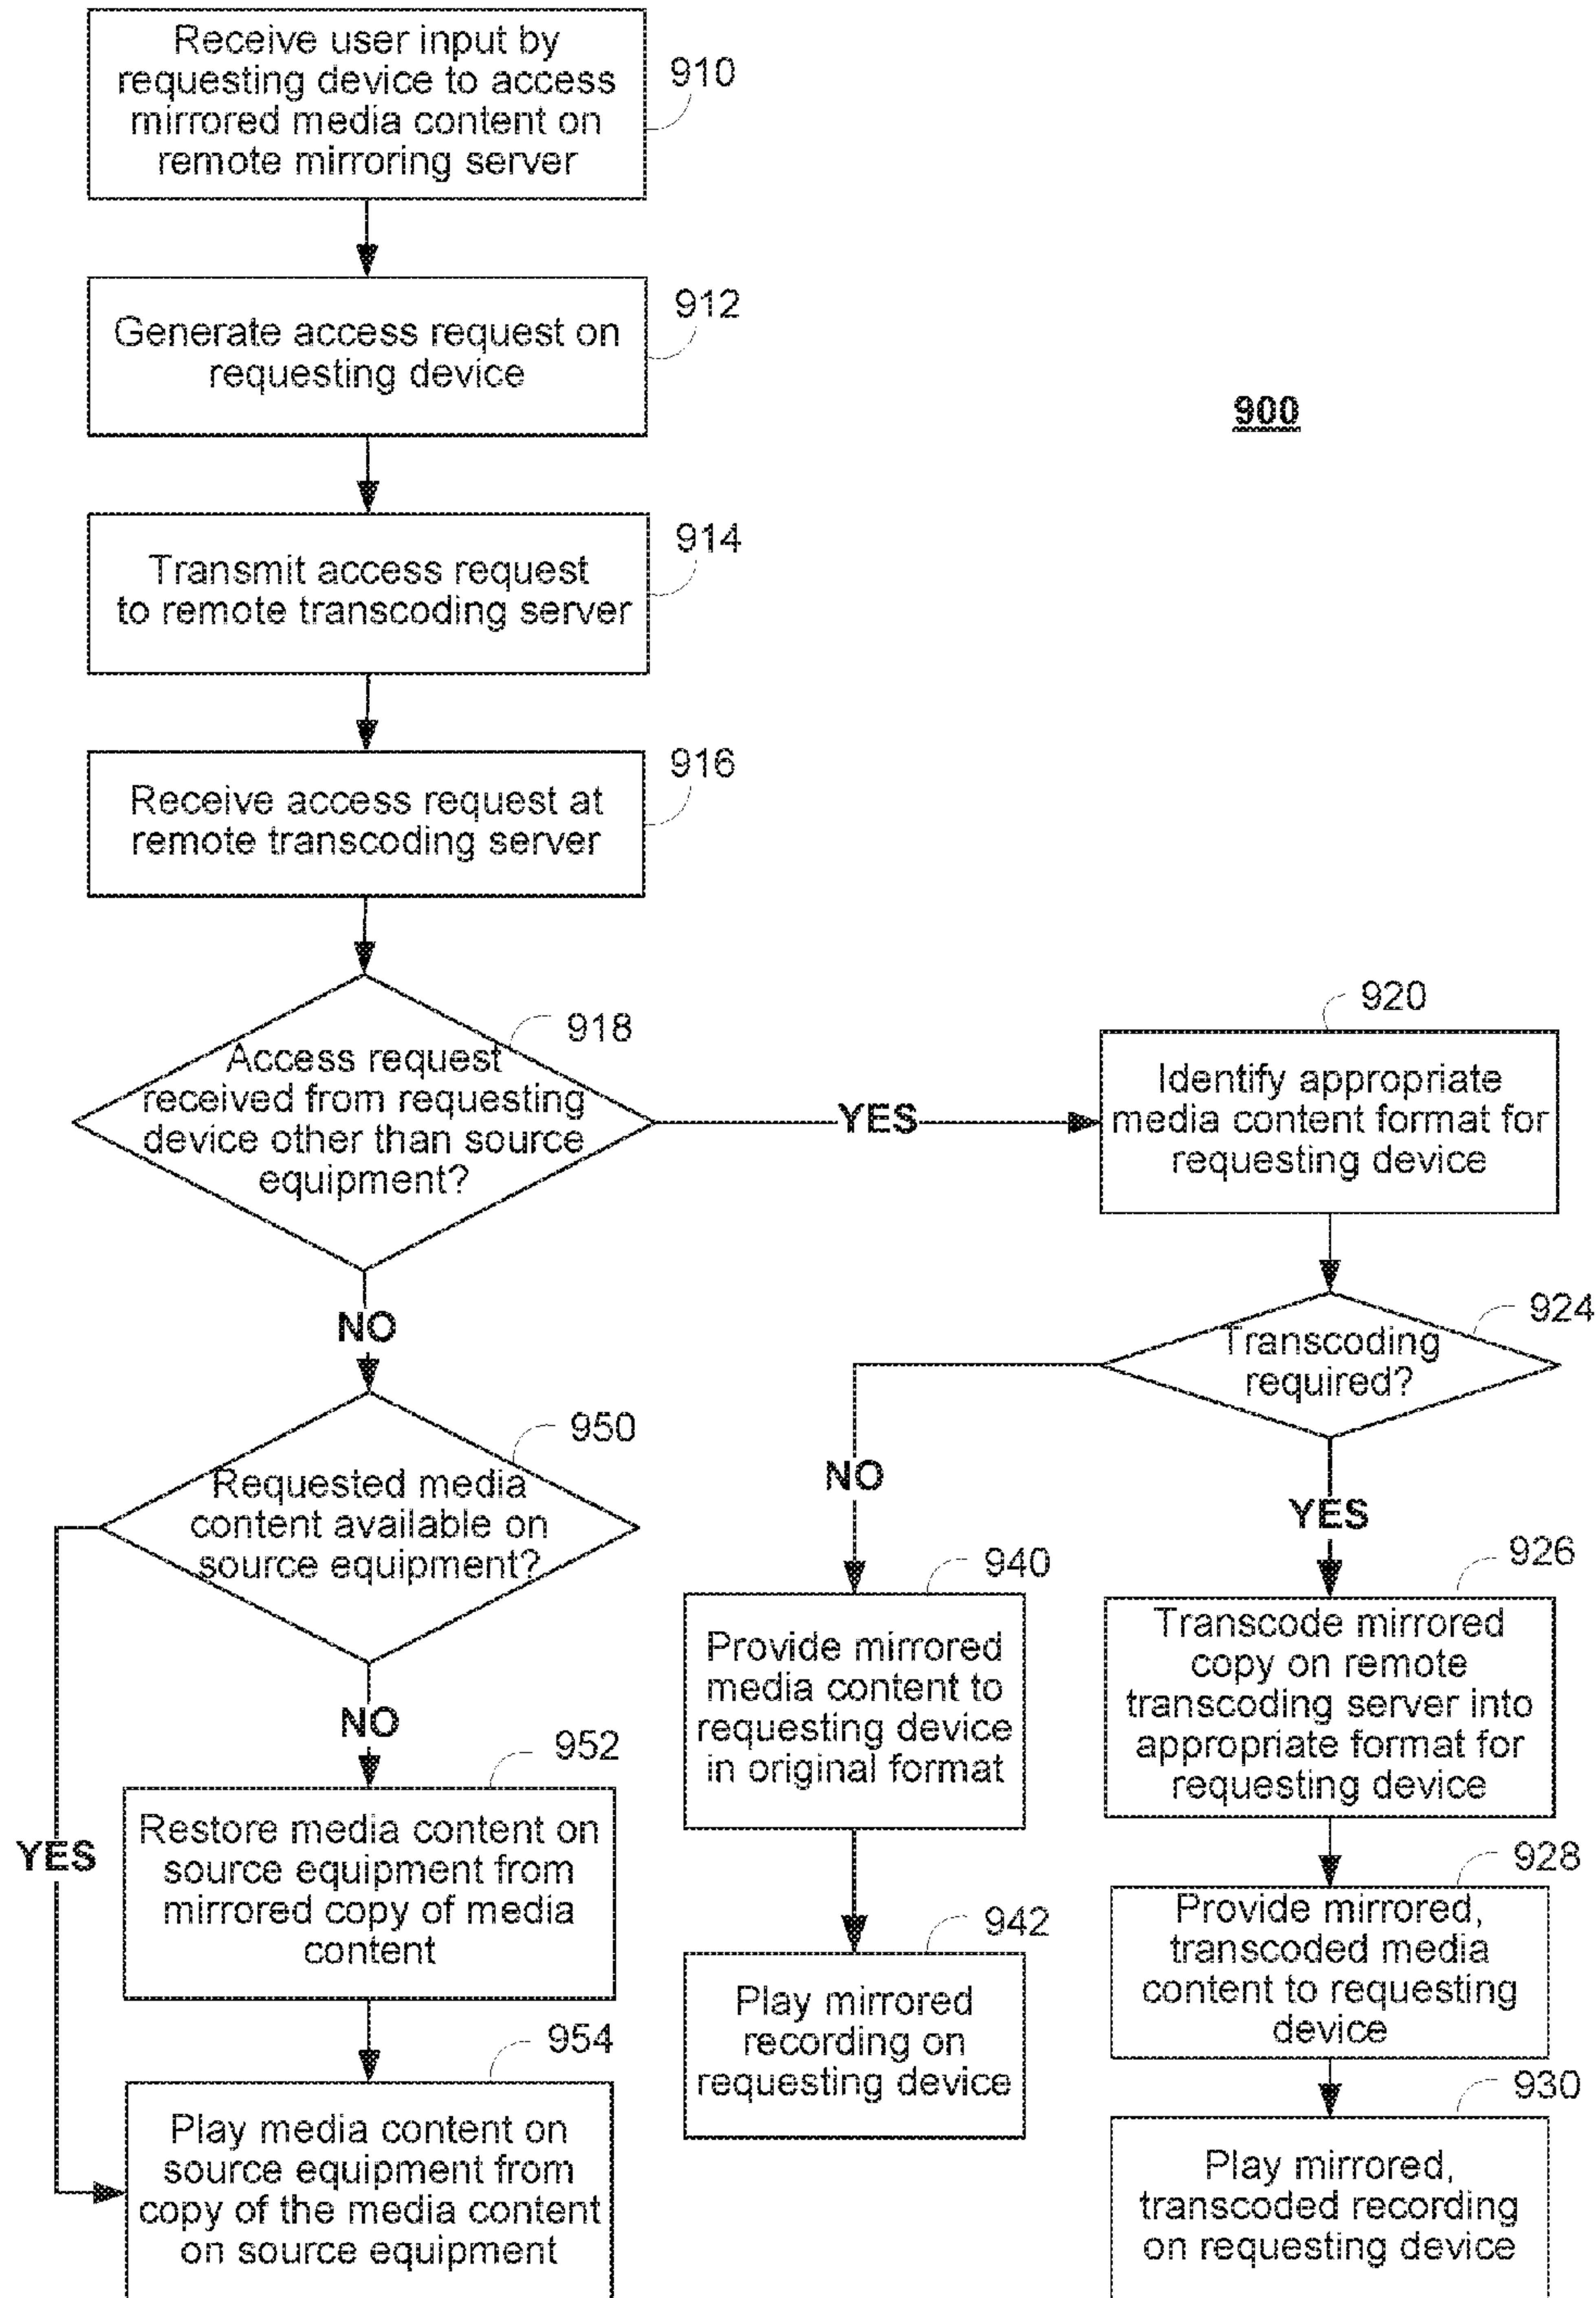 Receive user input by
requesting device to access
mirrored media content on
remote mirroring server
910
Generate access request on
requesting device
912
900
Transmit access request
to remote transcoding server
914
Receive access request at
remote transcoding server
916
Access request
received from requesting
device other than source
equipment?
918
YES
920
Identify appropriate
media content format for
requesting device
NO
924
Transcoding
required?
950
Requested media
content available on
source equipment?
YES
NO
YES
NO
940
Provide mirrored
media content to
requesting device
in original format
926
Transcode mirrored
copy on remote
transcoding server into
appropriate format for
requesting device
952
Restore media content on
source equipment from
mirrored copy of media
content
942
Play mirrored
recording on
requesting device
928
Provide mirrored,
transcoded media
content to requesting
device
954
Play media content on
source equipment from
copy of the media content
on source equipment
930
Play mirrored,
transcoded recording
on requesting device